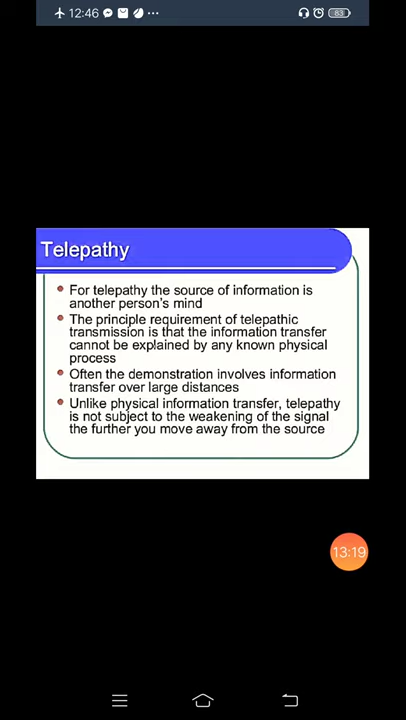 12:46 ... 83
Telepathy
For telepathy the source of information is
another person's mind
The principle requirement of telepathic
transmission is that the information transfer
cannot be explained by any known physical
process
Often the demonstration involves information
transfer over large distances
Unlike physical information transfer, telepathy
is not subject to the weakening of the signal
the further you move away from the source
13:19